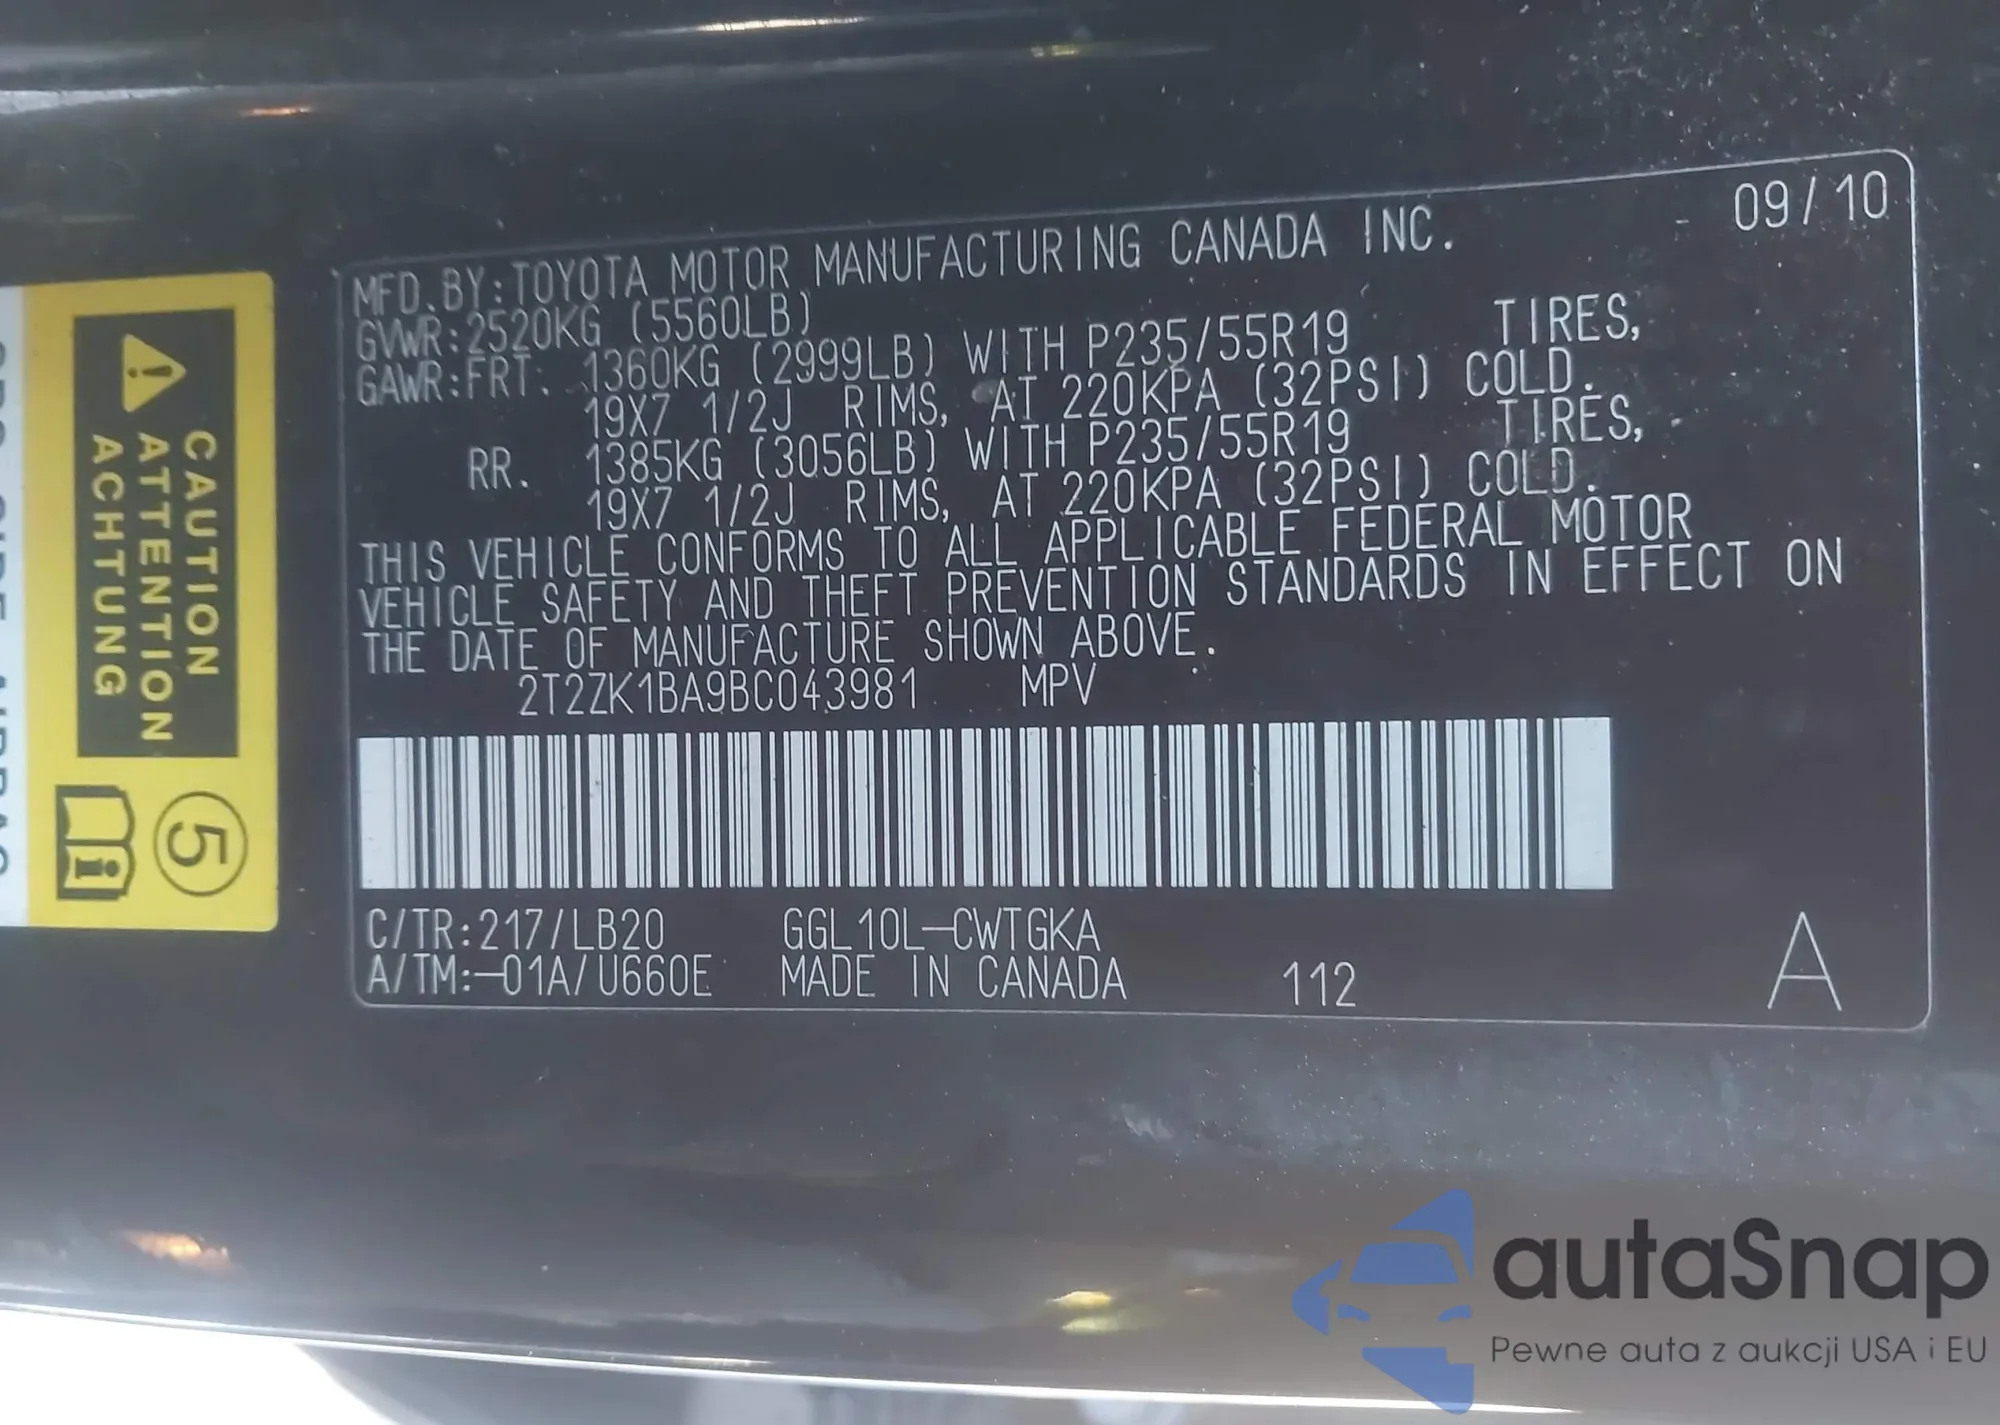 09/10
MFD. BY: TOYOTA MOTOR MANUFACTURING CANADA INC.
GVWR: 2520KG (5560LB)
GAWR: FRT. 1360KG (2999LB) WITH P235/55R19 TIRES,
19X7 1/2J RIMS, AT 220KPA (32PSI) COLD.
RR. 1385KG (3056LB) WITH P235/55R19 TIRES,
19X7 1/2J RIMS, AT 220KPA (32PSI) COLD.
THIS VEHICLE CONFORMS TO ALL APPLICABLE FEDERAL MOTOR
VEHICLE SAFETY AND THEFT PREVENTION STANDARDS IN EFFECT ON
THE DATE OF MANUFACTURE SHOWN ABOVE.
2T2ZK1BA9BC043981 MPV
C/TR: 217/LB20 GGL10L-CWTGKA
A/TM:-01A/U660E MADE IN CANADA 112 A
CAUTION
ATTENTION
ACHTUNG
5
autaSnap
Pewne auta z aukcji USA i EU